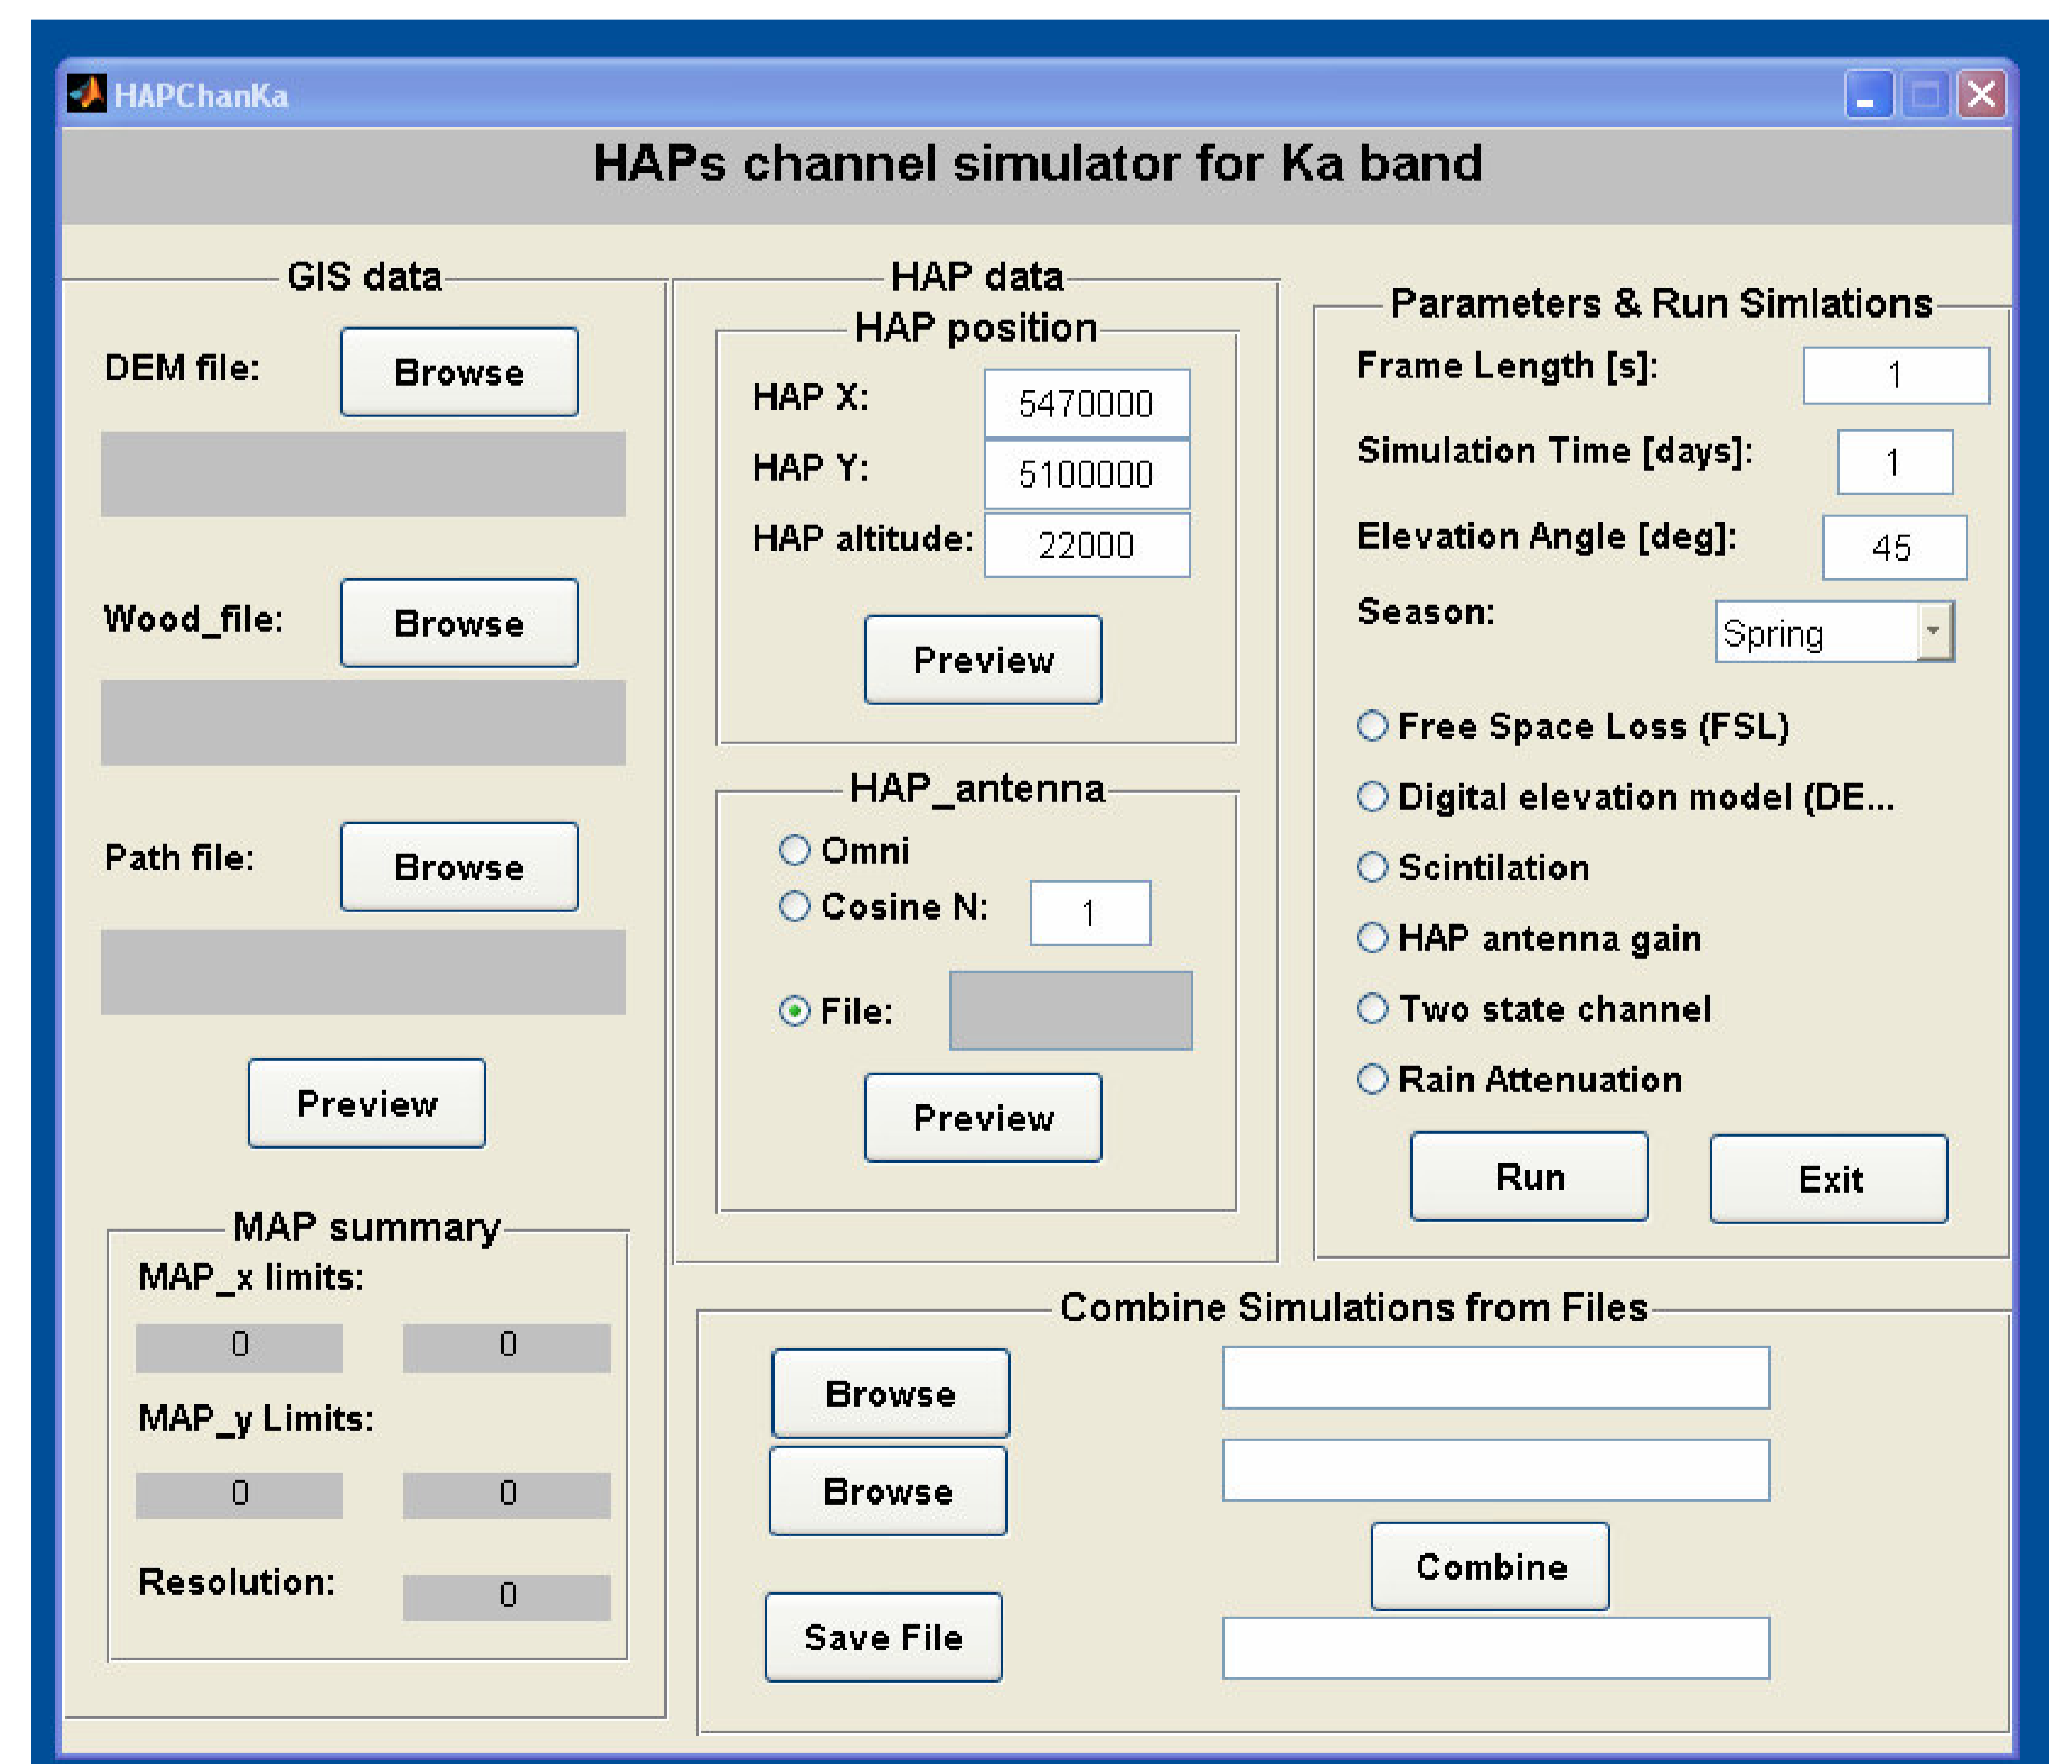 HAPChanKa
HAPs channel simulator for Ka band
GIS data
DEM file:
Browse
Wood_file:
Browse
Path file:
Browse
Preview
MAP summary
MAP_x limits:
0 0
MAP_y Limits:
0 0
Resolution: 0
HAP data
HAP position
HAP X: 5470000
HAP Y: 5100000
HAP altitude: 22000
Preview
HAP_antenna
Omni
Cosine N: 1
File:
Preview
Parameters & Run Simlations
Frame Length [s]: 1
Simulation Time [days]: 1
Elevation Angle [deg]: 45
Season: Spring
Free Space Loss (FSL)
Digital elevation model (DE...
Scintilation
HAP antenna gain
Two state channel
Rain Attenuation
Run Exit
Combine Simulations from Files
Browse
Browse
Combine
Save File